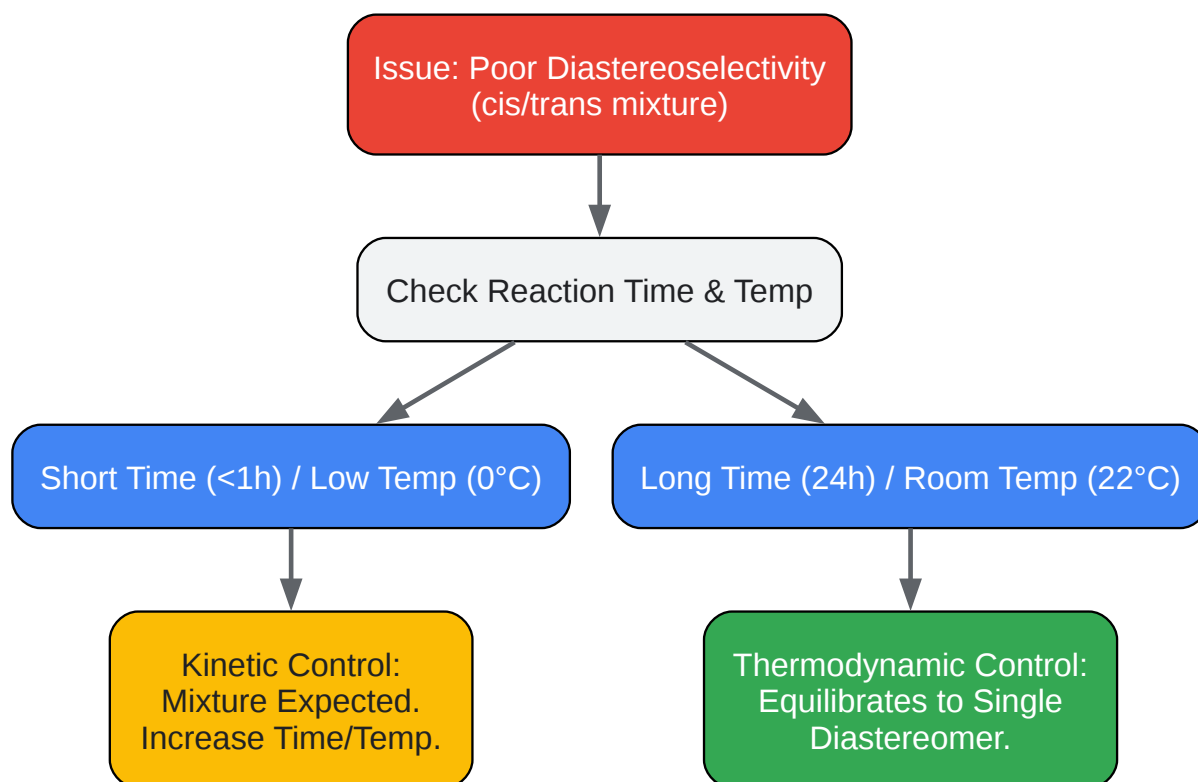 Issue: Poor Diastereoselectivity
(cis/trans mixture)
Check Reaction Time & Temp
Short Time (<1h) / Low Temp (0°C)
Long Time (24h) / Room Temp (22°C)
Kinetic Control:
Mixture Expected.
Increase Time/Temp.
Thermodynamic Control:
Equilibrates to Single
Diastereomer.